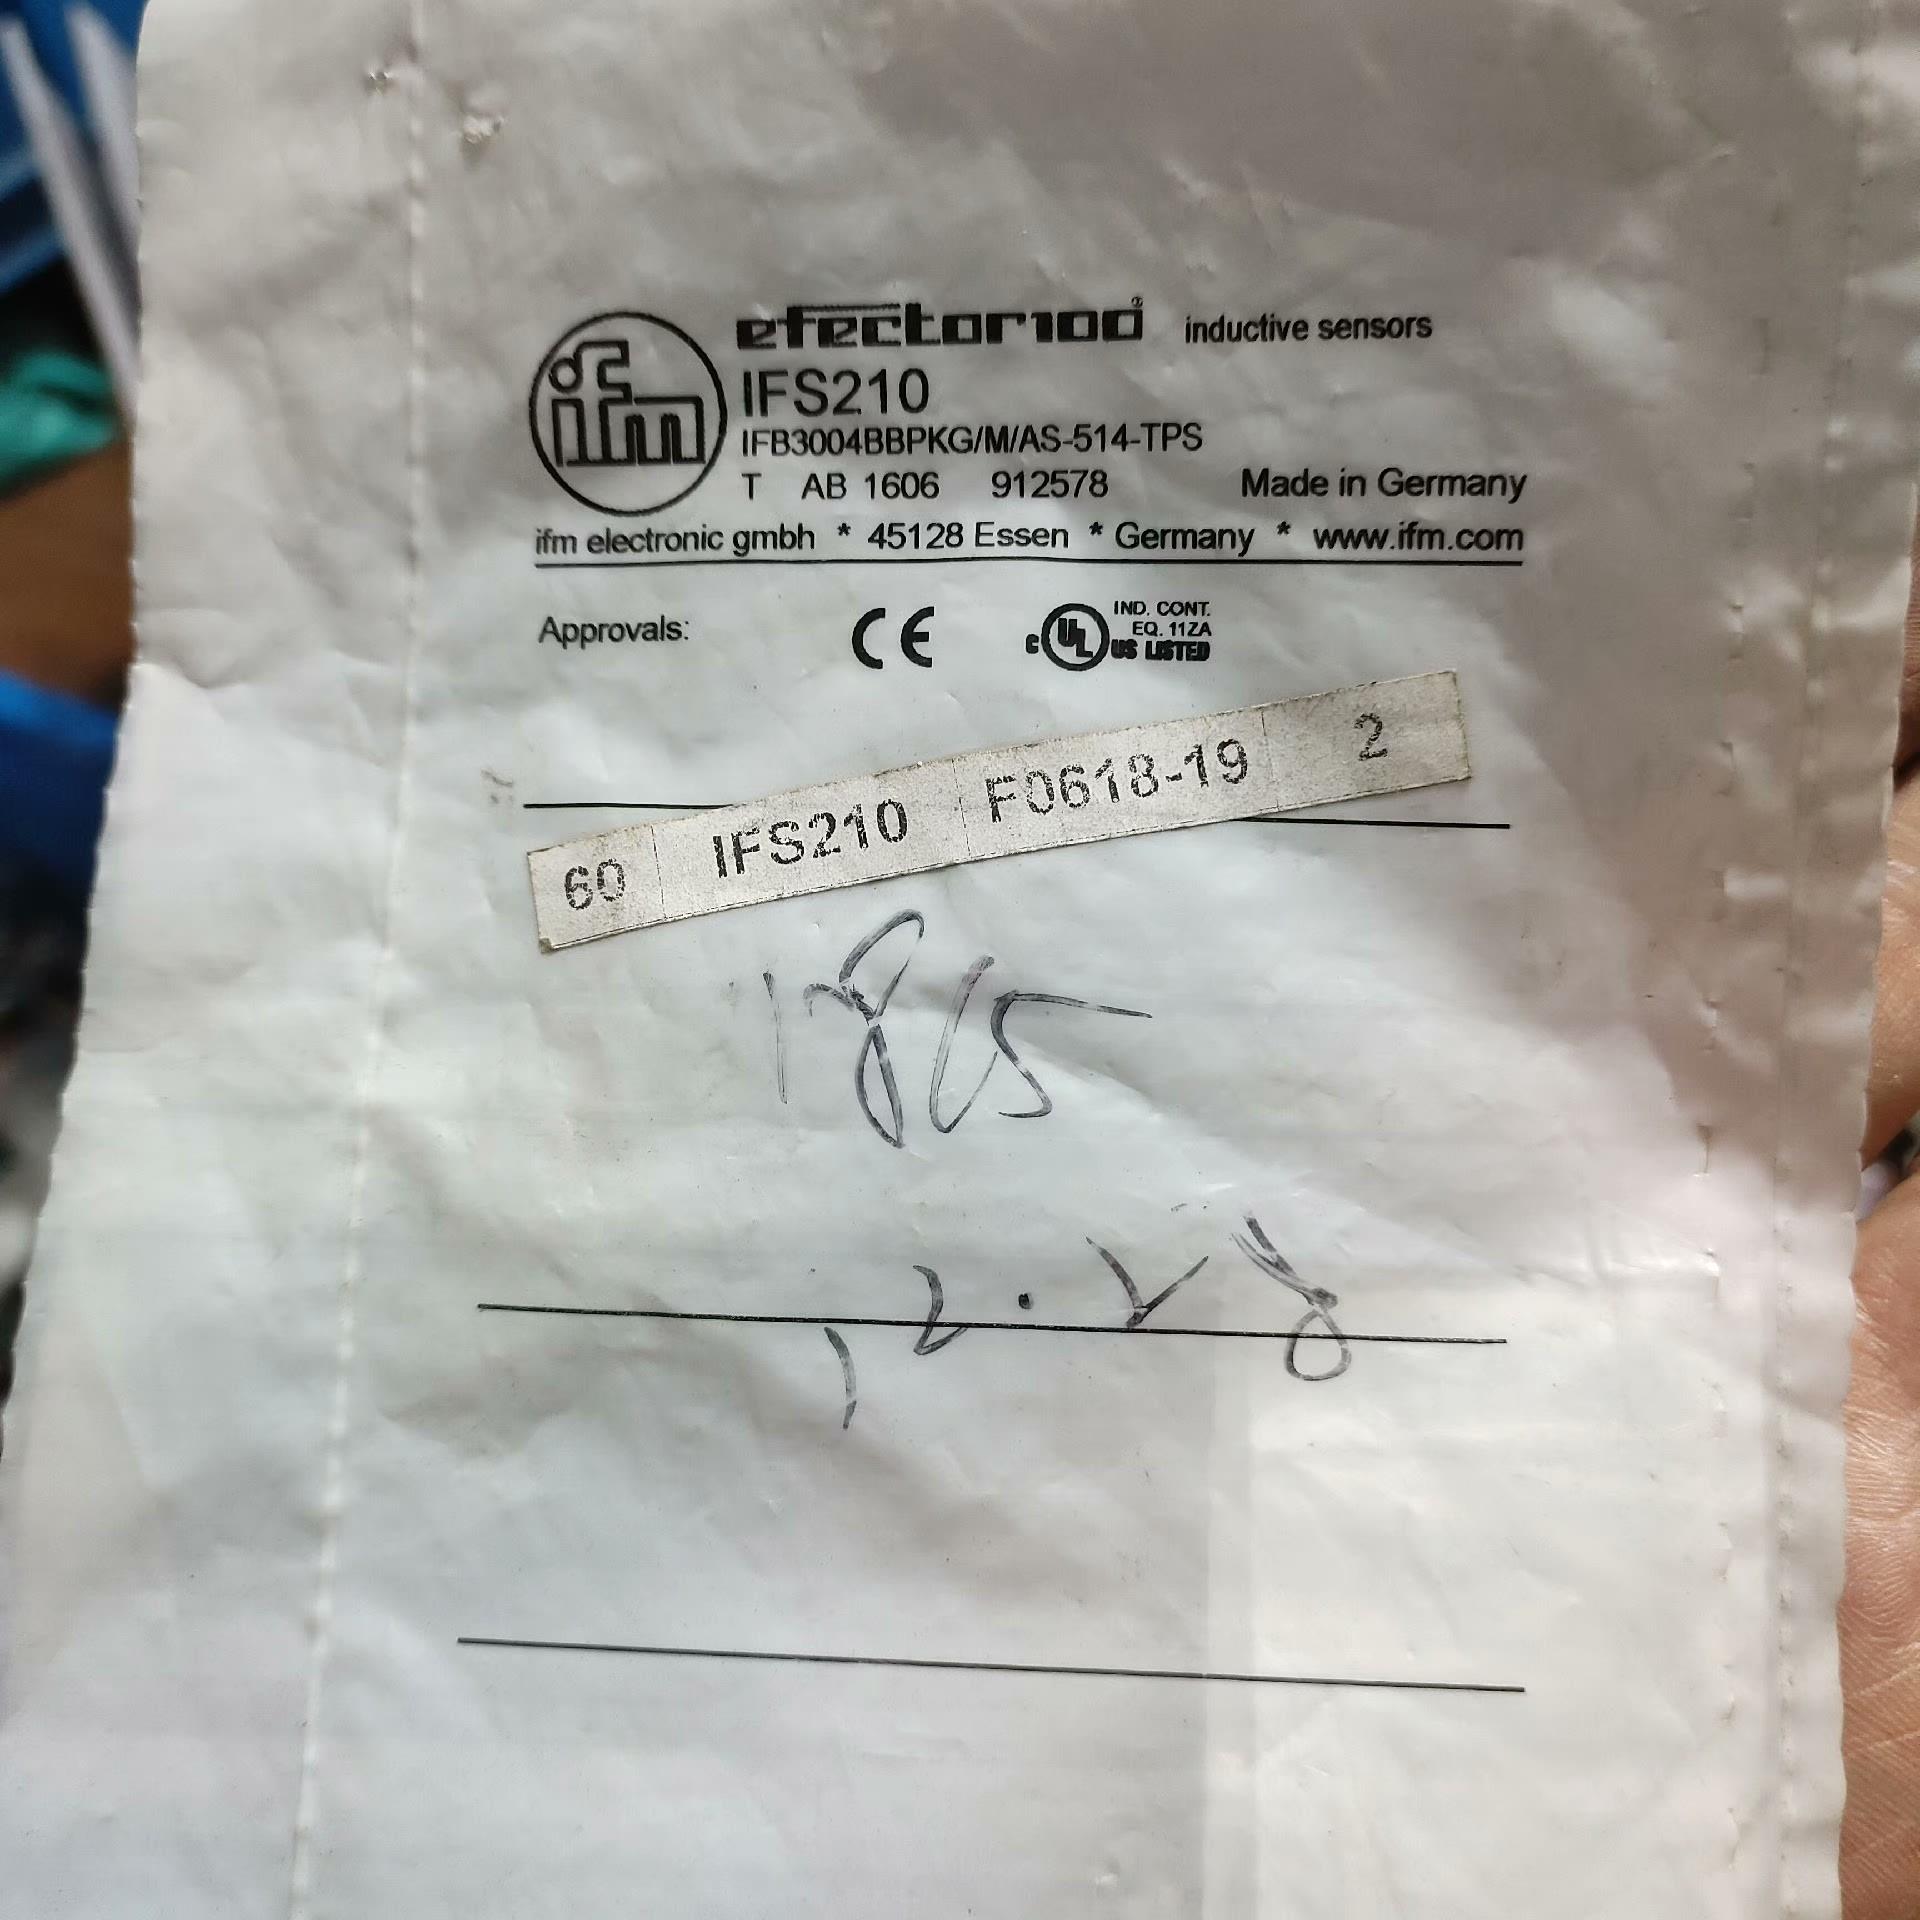 efector100® inductive sensors
ifm
IFS210
IFB3004BBPKG/M/AS-514-TPS
T AB 1606 912578 Made in Germany
ifm electronic gmbh * 45128 Essen * Germany * www.ifm.com
Approvals: CE c UL US LISTED
IND. CONT.
EQ. 11ZA
60 IFS210 F0618-19 2
12.28